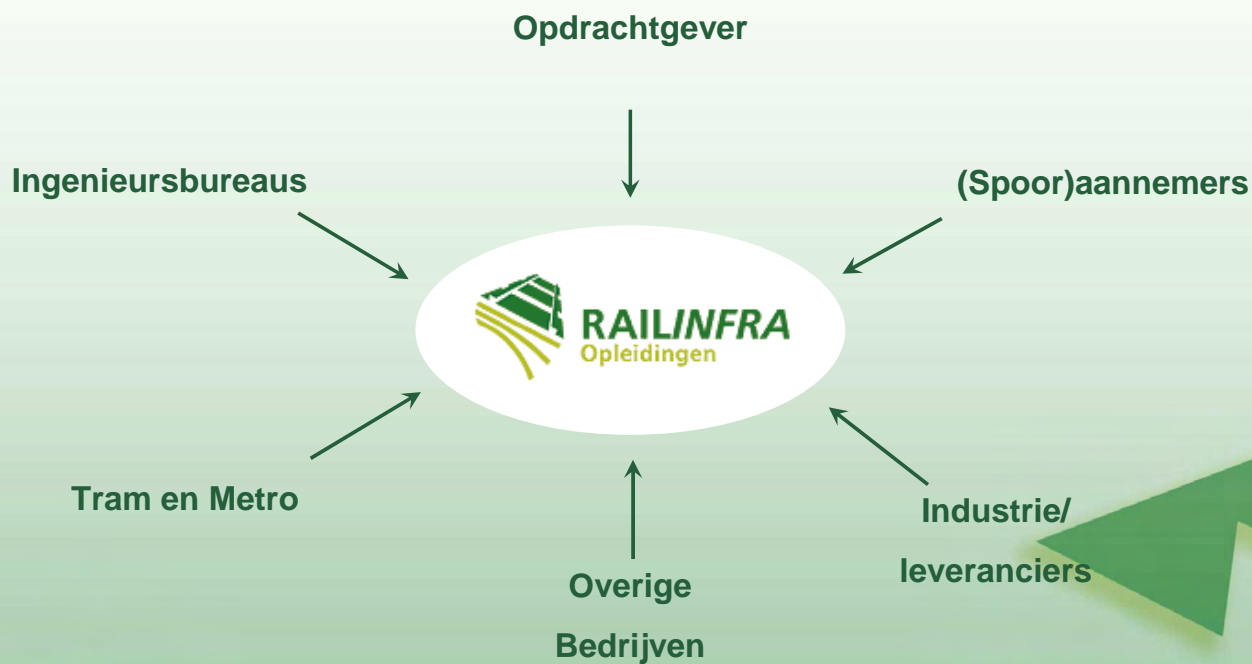 Opdrachtgever
Ingenieursbureaus
(Spoor)aannemers
RAILINFRA
Opleidingen
Tram en Metro
Industrie/
leveranciers
Overige
Bedrijven